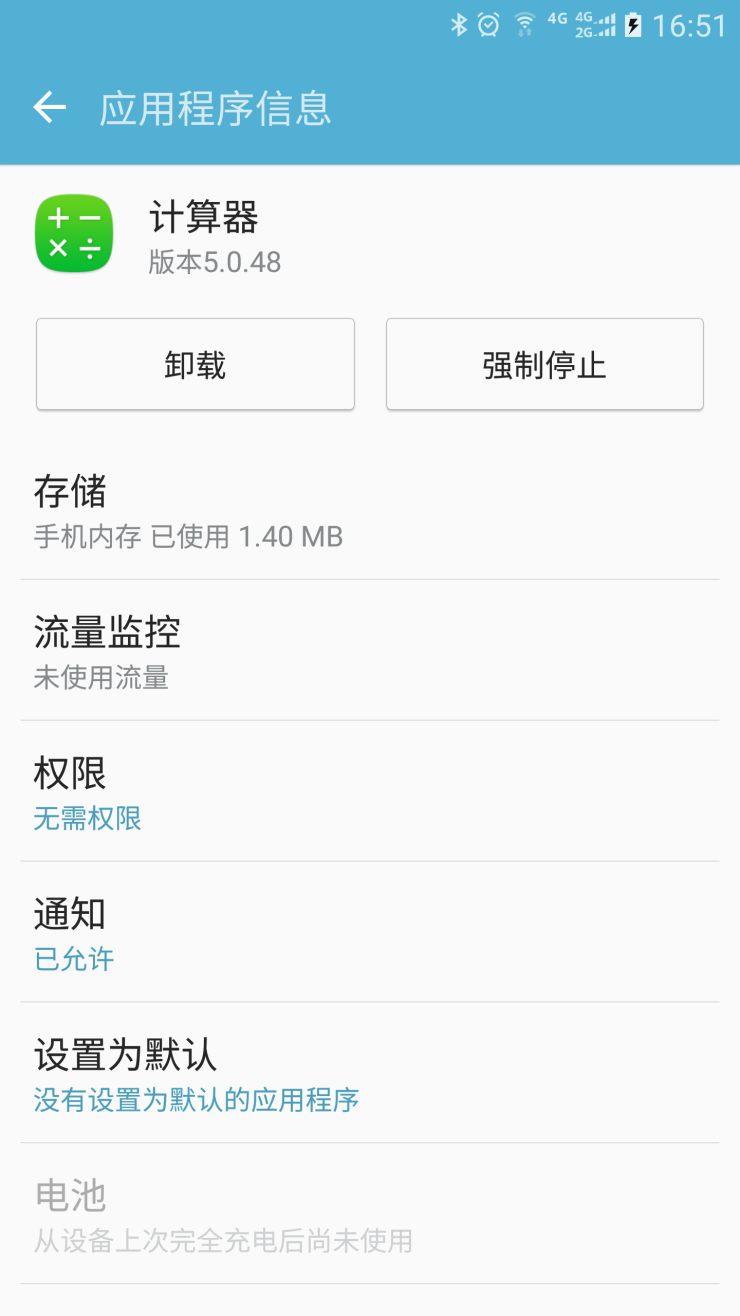 4G 4G 2G 16:51
应用程序信息
计算器
版本5.0.48
卸载
强制停止
存储
手机内存 已使用 1.40 MB
流量监控
未使用流量
权限
无需权限
通知
已允许
设置为默认
没有设置为默认的应用程序
电池
从设备上次完全充电后尚未使用